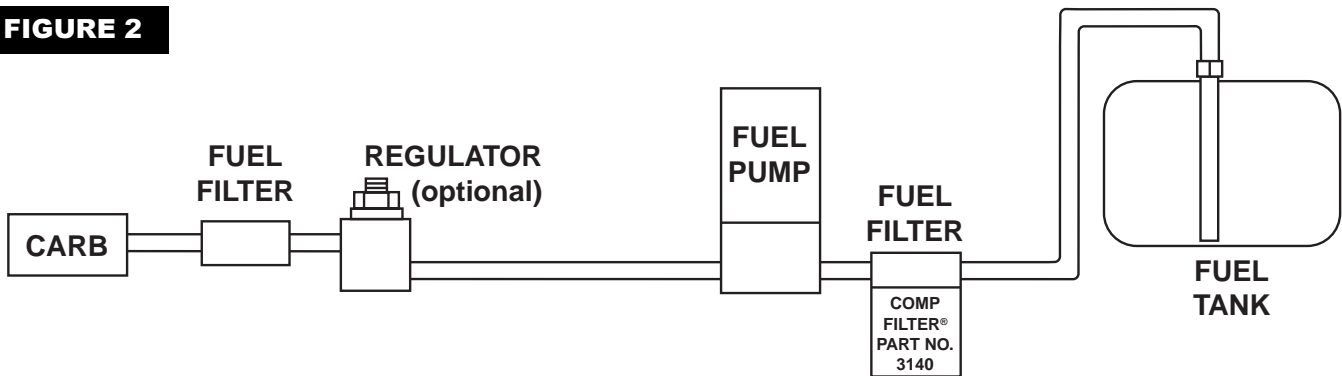 FIGURE 2
CARB
FUEL
FILTER
REGULATOR
(optional)
FUEL
PUMP
FUEL
FILTER
COMP
FILTER®
PART NO.
3140
FUEL
TANK